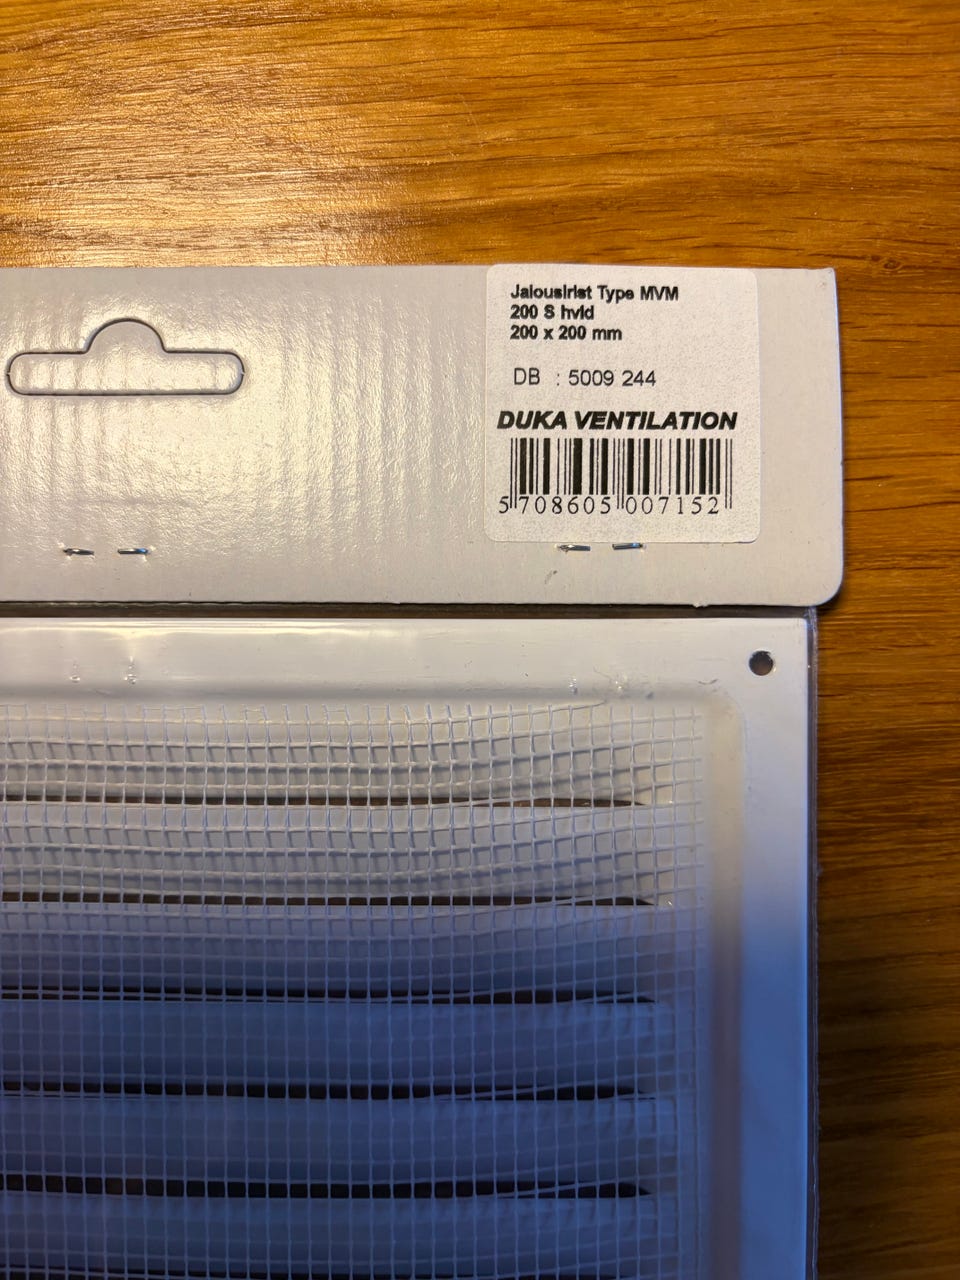 Jalousirist Type MVM
200 S hvid
200 x 200 mm
DB : 5009 244
DUKA VENTILATION
5 708605 007152